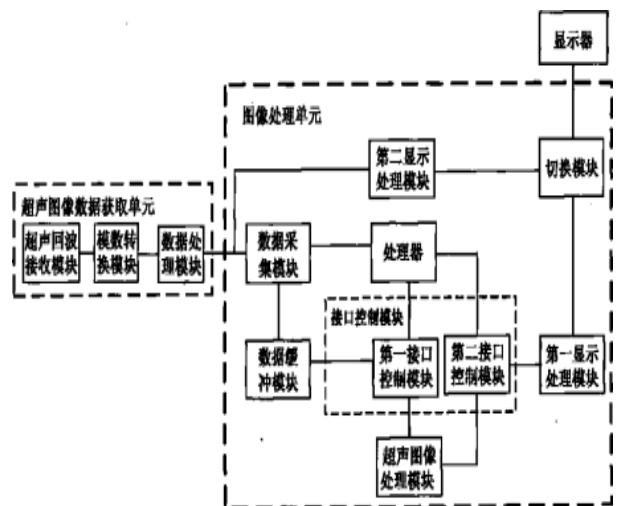 显示器
图像处理单元
第二显示
处理模块
切换模块
超声图像数据获取单元
超声回波
接收模块
模数转
换模块
数据处
理模块
数据采
集模块
处理器
接口控制模块
数据缓
冲模块
第一接口
控制模块
第二接口
控制模块
第一显示
处理模块
超声图像
处理模块